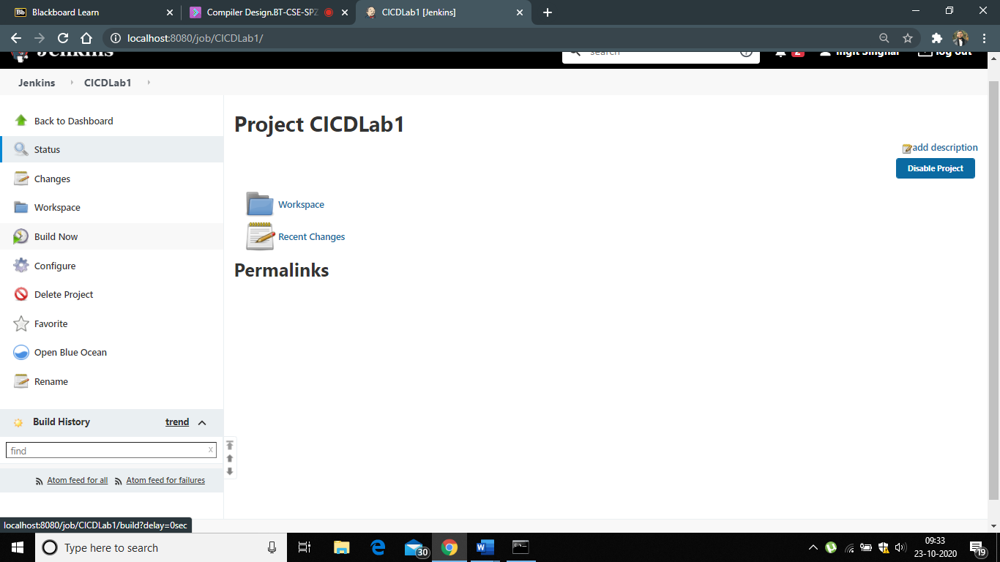 Blackboard Learn
Compiler Design.BT-CSE-SPZ
CICDLab1 [Jenkins]
localhost:8080/job/CICDLab1/
Jenkins
search
2
Ingit Singhal
log out
Jenkins
CICDLab1
Back to Dashboard
Status
Changes
Workspace
Build Now
Configure
Delete Project
Favorite
Open Blue Ocean
Rename
Build History
trend
find
x
Atom feed for all
Atom feed for failures
Project CICDLab1
add description
Disable Project
Workspace
Recent Changes
Permalinks
localhost:8080/job/CICDLab1/build?delay=0sec
Type here to search
30
09:33
23-10-2020
19